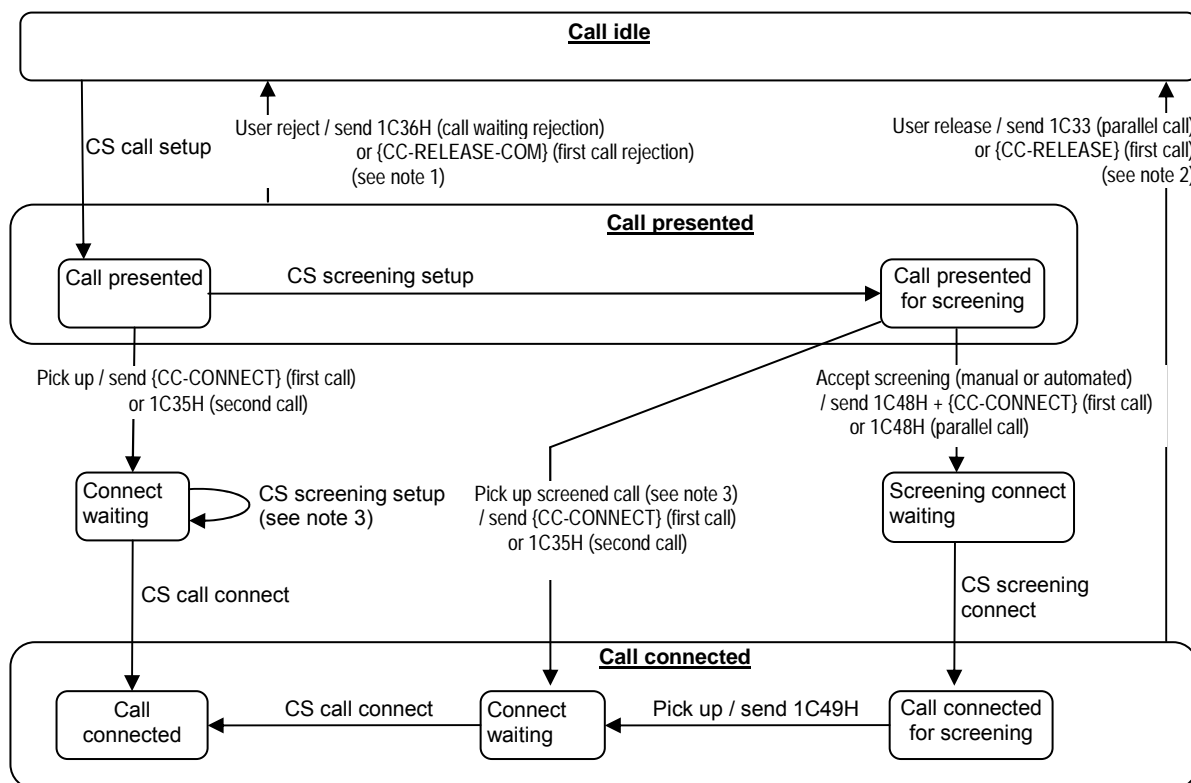 Call idle
CS call setup
User reject / send 1C36H (call waiting rejection)
or {CC-RELEASE-COM} (first call rejection)
(see note 1)
User release / send 1C33 (parallel call)
or {CC-RELEASE} (first call)
(see note 2)
Call presented
Call presented
CS screening setup
Call presented
for screening
Pick up / send {CC-CONNECT} (first call)
or 1C35H (second call)
Accept screening (manual or automated)
/ send 1C48H + {CC-CONNECT} (first call)
or 1C48H (parallel call)
Connect
waiting
CS screening setup
(see note 3)
Pick up screened call (see note 3)
/ send {CC-CONNECT} (first call)
or 1C35H (second call)
Screening connect
waiting
CS call connect
CS screening
connect
Call connected
Call
connected
CS call connect
Connect
waiting
Pick up / send 1C49H
Call connected
for screening